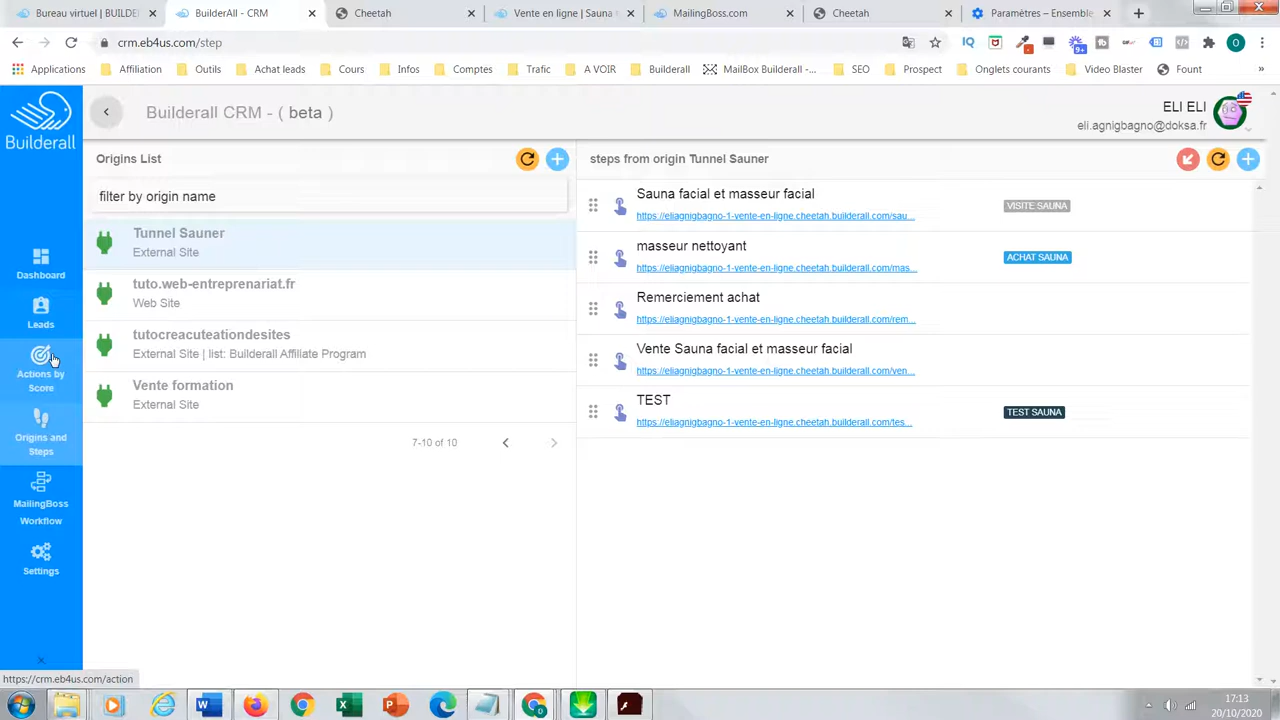 Bureau virtuel | BUILDER
BuilderAll - CRM
Cheetah
Vente en ligne | Sauna f
MailingBoss.com
Cheetah
Paramètres – Ensemble
crm.eb4us.com/step
IQ
9+
O
Applications
Affiliation
Outils
Achat leads
Cours
Infos
Comptes
Trafic
A VOIR
Builderall
MailBox Builderall -...
SEO
Prospect
Onglets courants
Video Blaster
Fount
»
Builderall
Builderall CRM - ( beta )
ELI ELI
eli.agnigbagno@doksa.fr
Dashboard
Leads
Actions by
Score
Origins and
Steps
MailingBoss
Workflow
Settings
Origins List
filter by origin name
Tunnel Sauner
External Site
tuto.web-entreprenariat.fr
Web Site
tutocreacuteationdesites
External Site | list: Builderall Affiliate Program
Vente formation
External Site
7-10 of 10
steps from origin Tunnel Sauner
Sauna facial et masseur facial
https://eliagnigbagno-1-vente-en-ligne.cheetah.builderall.com/sau...
VISITE SAUNA
masseur nettoyant
https://eliagnigbagno-1-vente-en-ligne.cheetah.builderall.com/mas...
ACHAT SAUNA
Remerciement achat
https://eliagnigbagno-1-vente-en-ligne.cheetah.builderall.com/rem...
Vente Sauna facial et masseur facial
https://eliagnigbagno-1-vente-en-ligne.cheetah.builderall.com/ven...
TEST
https://eliagnigbagno-1-vente-en-ligne.cheetah.builderall.com/tes...
TEST SAUNA
https://crm.eb4us.com/action
17:13
20/10/2020